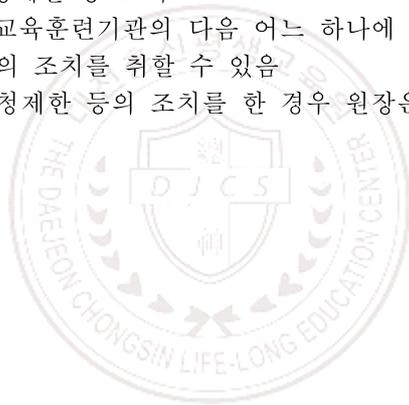 교육훈련기관의 다음 어느 하나에
의 조치를 취할 수 있음
청제한 등의 조치를 한 경우 원장은
DJCS
THE DAEJEON CHONGSIN LIFE-LONG EDUCATION CENTER